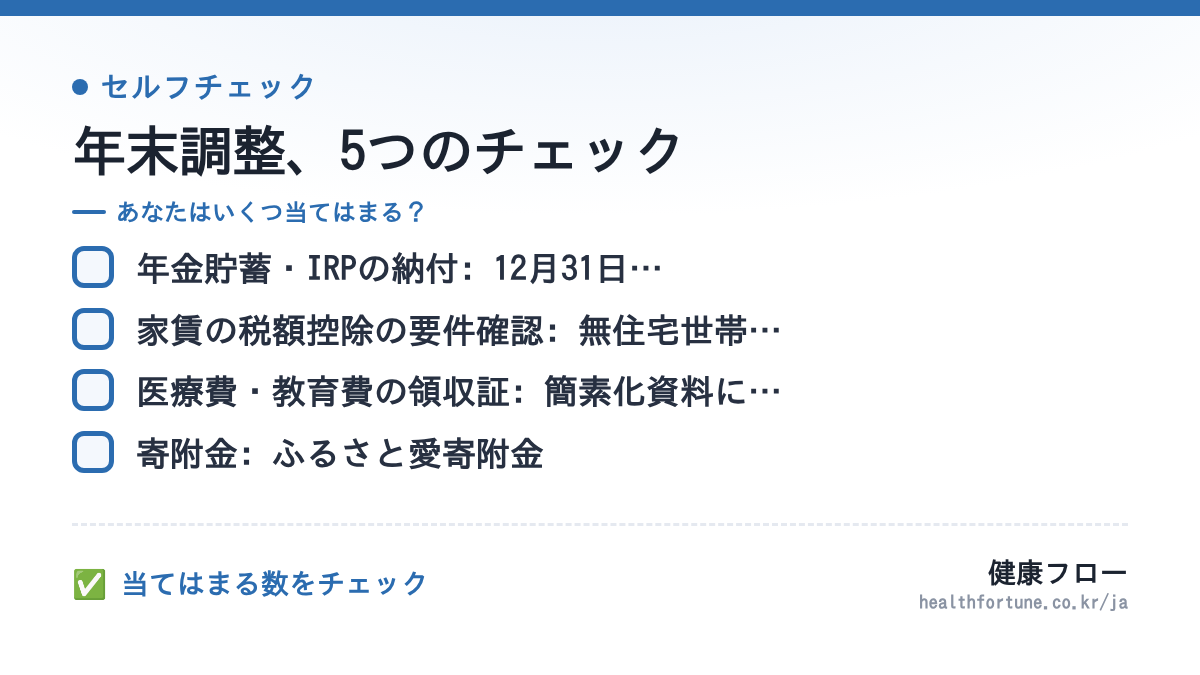 セルフチェック
年末調整、5つのチェック
あなたはいくつ当てはまる？
年金貯蓄・IRPの納付: 12月31日…
家賃の税額控除の要件確認: 無住宅世帯…
医療費・教育費の領収証: 簡素化資料に…
寄附金: ふるさと愛寄附金
✅ 当てはまる数をチェック
健康フロー
healthfortune.co.kr/ja